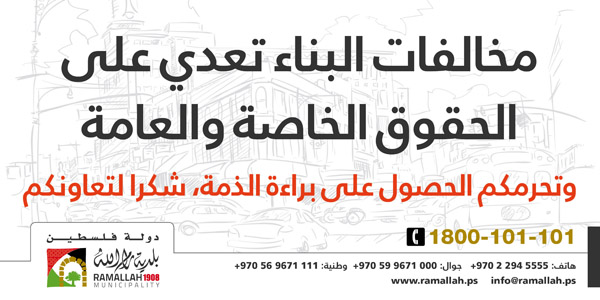 مخالفات البناء تعدي على
الحقوق الخاصة والعامة
وتحرمكم الحصول على براءة الذمة، شكرا لتعاونكم
1800-101-101
دولة فلسطين
بلدية رام الله
RAMALLAH 1908
MUNICIPALITY
هاتف: 5555 294 2 970+ جوال: 000 9671 59 970+ وطنية: 111 9671 56 970+
www.ramallah.ps info@ramallah.ps